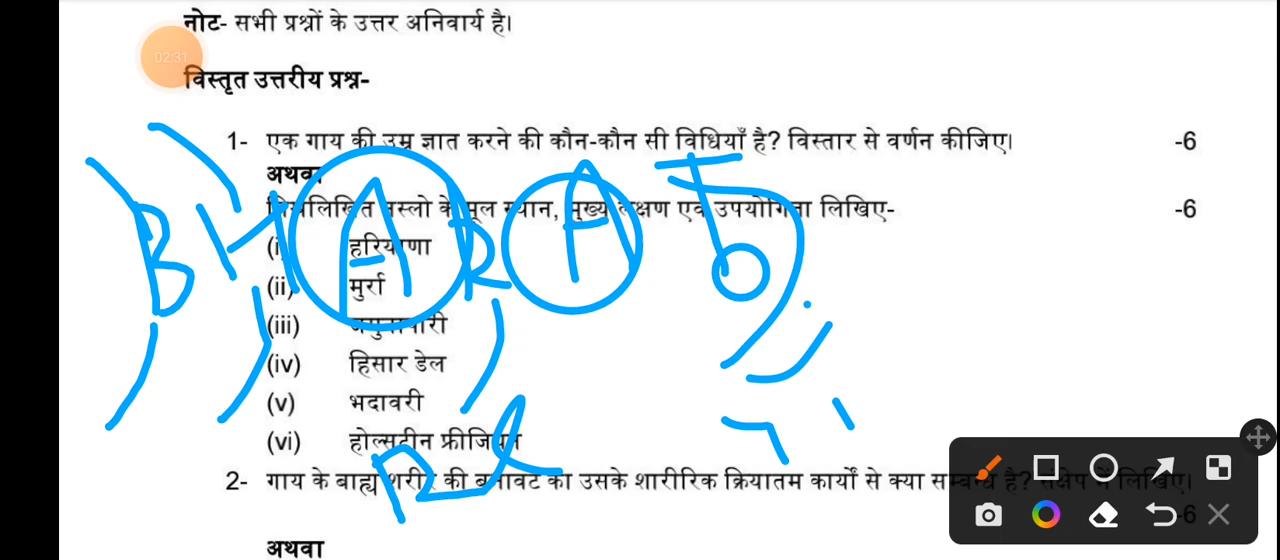 नोट- सभी प्रश्नों के उत्तर अनिवार्य है।
02:31
विस्तृत उत्तरीय प्रश्न-
1- एक गाय की उम्र ज्ञात करने की कौन-कौन सी विधियाँ है? विस्तार से वर्णन कीजिए। -6
अथवा
निम्नलिखित नस्लो के मूल स्थान, मुख्य लक्षण एवं उपयोगिता लिखिए- -6
BHARAT
(i) हरियाणा
(ii) मुर्रा
(iii) जमुनापारी
(iv) हिसार डेल
(v) भदावरी
(vi) होल्सटीन फ्रीजियन
2- गाय के बाह्य शरीर की बनावट का उसके शारीरिक क्रियातम कार्यों से क्या सम्बन्ध है? संक्षेप में लिखिए।
-6
अथवा